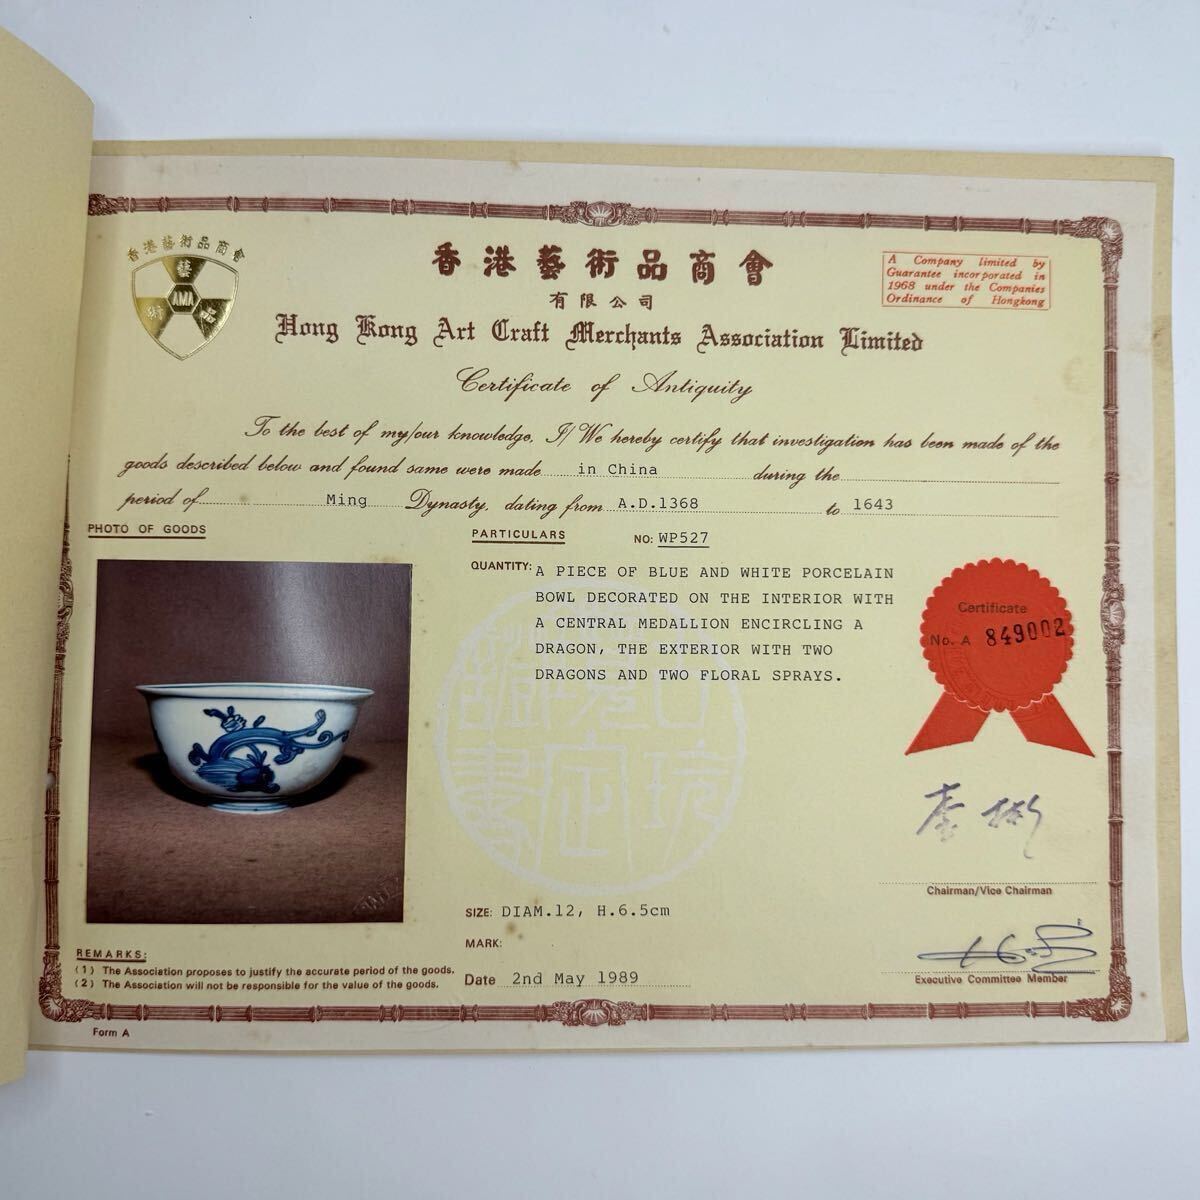 香港藝術品商會
藝
AMA
術 品
香港藝術品商會
有限公司
Hong Kong Art Craft Merchants Association Limited
A Company limited by
Guarantee incorporated in
1968 under the Companies
Ordinance of Hongkong
Certificate of Antiquity
To the best of my/our knowledge, I/We hereby certify that investigation has been made of the
goods described below and found same were made in China during the
period of Ming Dynasty, dating from A.D.1368 to 1643
PHOTO OF GOODS
PARTICULARS NO: WP527
QUANTITY: A PIECE OF BLUE AND WHITE PORCELAIN
BOWL DECORATED ON THE INTERIOR WITH
A CENTRAL MEDALLION ENCIRCLING A
DRAGON, THE EXTERIOR WITH TWO
DRAGONS AND TWO FLORAL SPRAYS.
Certificate
No. A 849002
SIZE: DIAM.12, H.6.5cm
MARK:
Date 2nd May 1989
Chairman/Vice Chairman
Executive Committee Member
REMARKS:
(1) The Association proposes to justify the accurate period of the goods.
(2) The Association will not be responsible for the value of the goods.
Form A